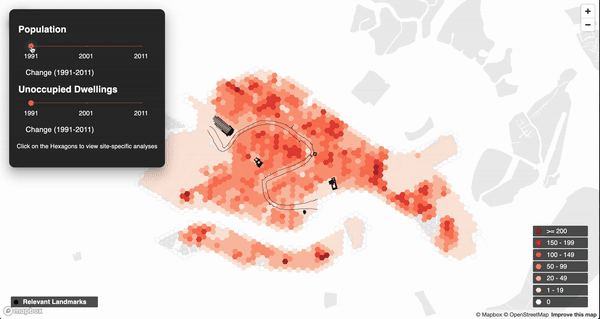 Population
1991 2001 2011
Change (1991-2011)
Unoccupied Dwellings
1991 2001 2011
Change (1991-2011)
Click on the Hexagons to view site-specific analyses
+
−
>= 200
150 - 199
100 - 149
50 - 99
20 - 49
1 - 19
0
Relevant Landmarks
mapbox
© Mapbox © OpenStreetMap Improve this map